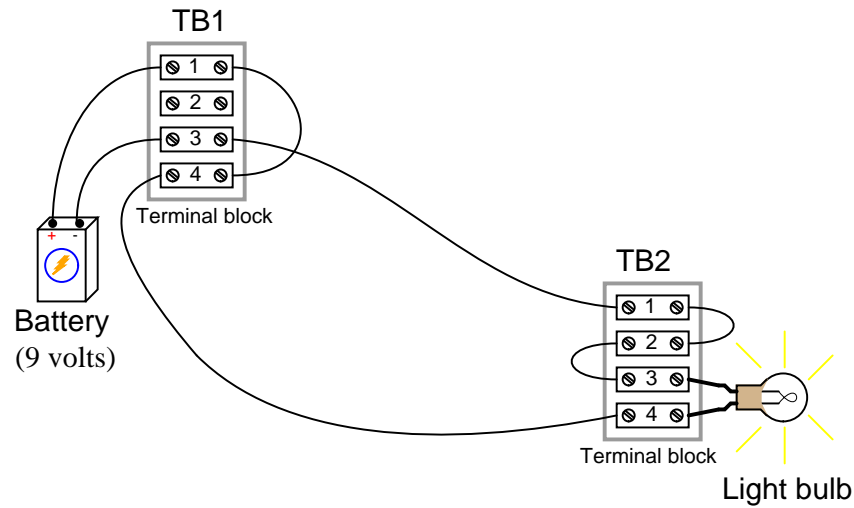 TB1
1
2
3
4
Terminal block
+ -
Battery
(9 volts)
TB2
1
2
3
4
Terminal block
Light bulb